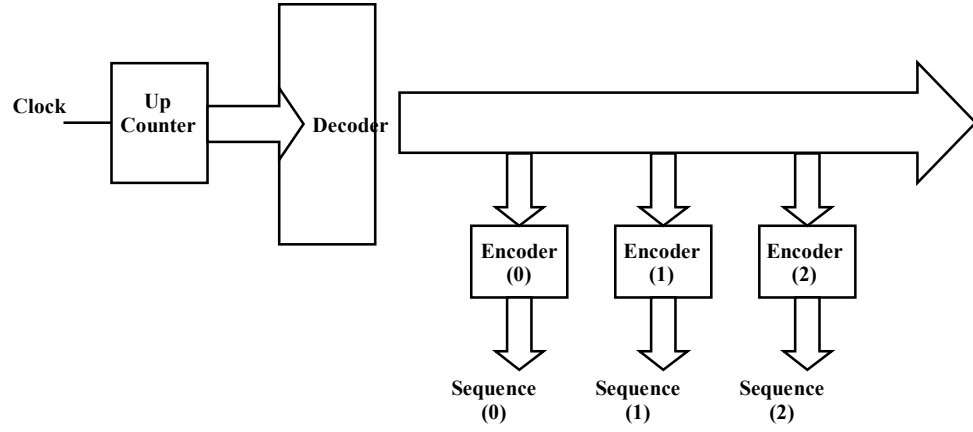 Clock
Up
Counter
Decoder
Encoder
(0)
Encoder
(1)
Encoder
(2)
Sequence
(0)
Sequence
(1)
Sequence
(2)